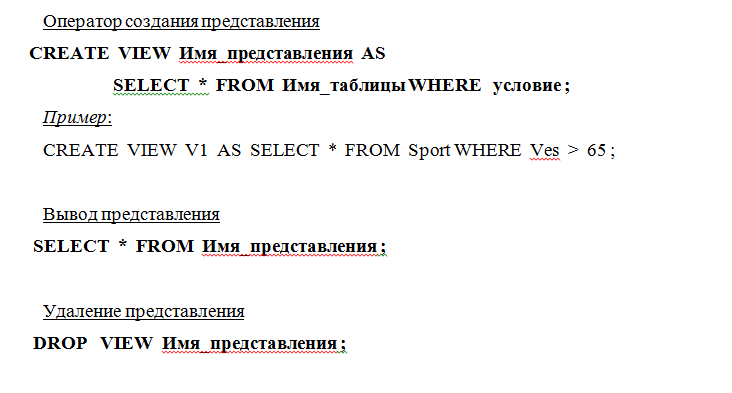 Оператор создания представления
CREATE VIEW Имя_представления AS
SELECT * FROM Имя_таблицы WHERE условие;
Пример:
CREATE VIEW V1 AS SELECT * FROM Sport WHERE Ves > 65;
Вывод представления
SELECT * FROM Имя_представления;
Удаление представления
DROP VIEW Имя_представления;